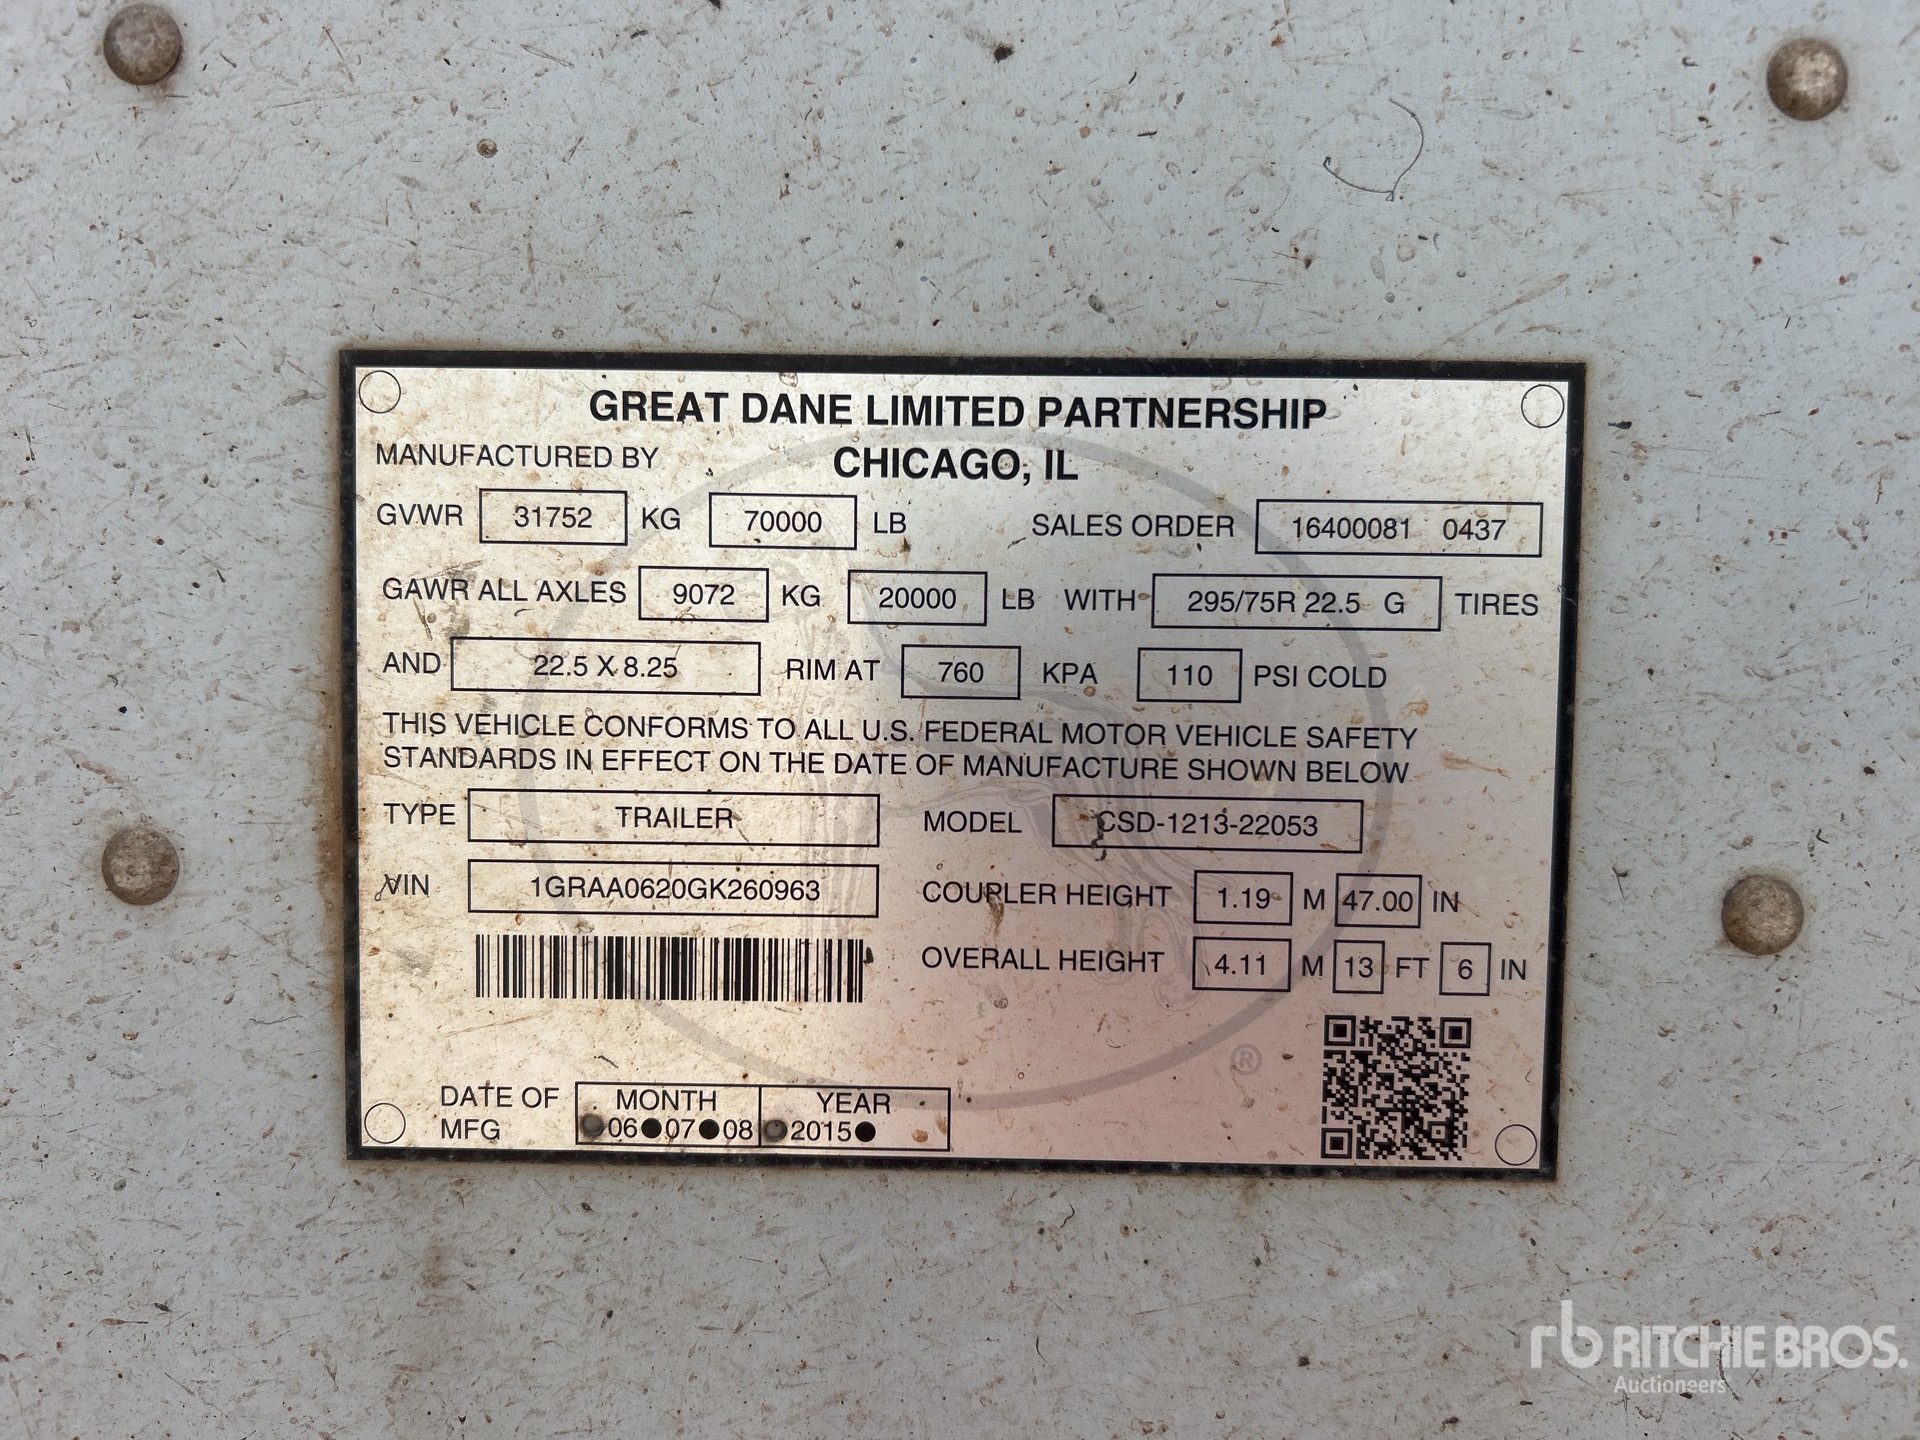 GREAT DANE LIMITED PARTNERSHIP
MANUFACTURED BY CHICAGO, IL
GVWR 31752 KG 70000 LB SALES ORDER 16400081 0437
GAWR ALL AXLES 9072 KG 20000 LB WITH 295/75R 22.5 G TIRES
AND 22.5 X 8.25 RIM AT 760 KPA 110 PSI COLD
THIS VEHICLE CONFORMS TO ALL U.S. FEDERAL MOTOR VEHICLE SAFETY
STANDARDS IN EFFECT ON THE DATE OF MANUFACTURE SHOWN BELOW
TYPE TRAILER MODEL CSD-1213-22053
VIN 1GRAA0620GK260963 COUPLER HEIGHT 1.19 M 47.00 IN
OVERALL HEIGHT 4.11 M 13 FT 6 IN
®
DATE OF MFG MONTH YEAR
06 07 08 2015
rb RITCHIE BROS.
Auctioneers